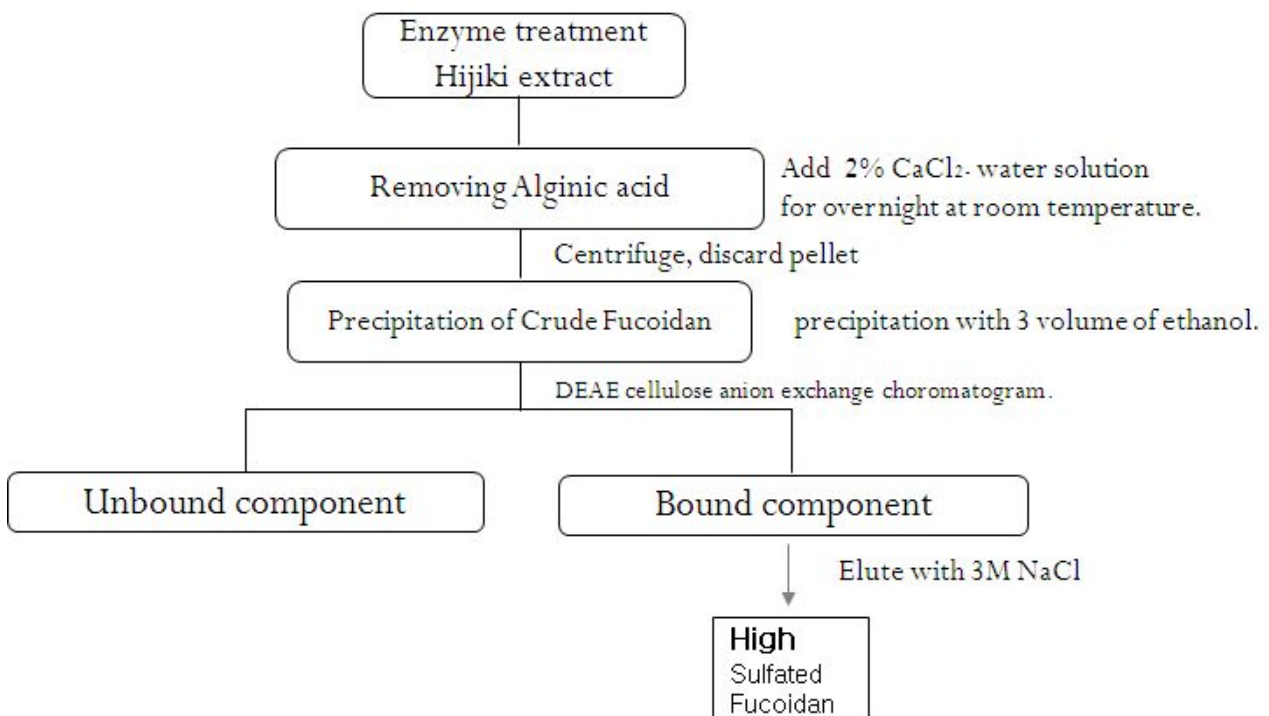 Enzyme treatment
Hijiki extract
Removing Alginic acid
Add 2% CaCl2. water solution
for overnight at room temperature.
Centrifuge, discard pellet
Precipitation of Crude Fucoidan
precipitation with 3 volume of ethanol.
DEAE cellulose anion exchange choromatogram.
Unbound component
Bound component
Elute with 3M NaCl
High
Sulfated
Fucoidan